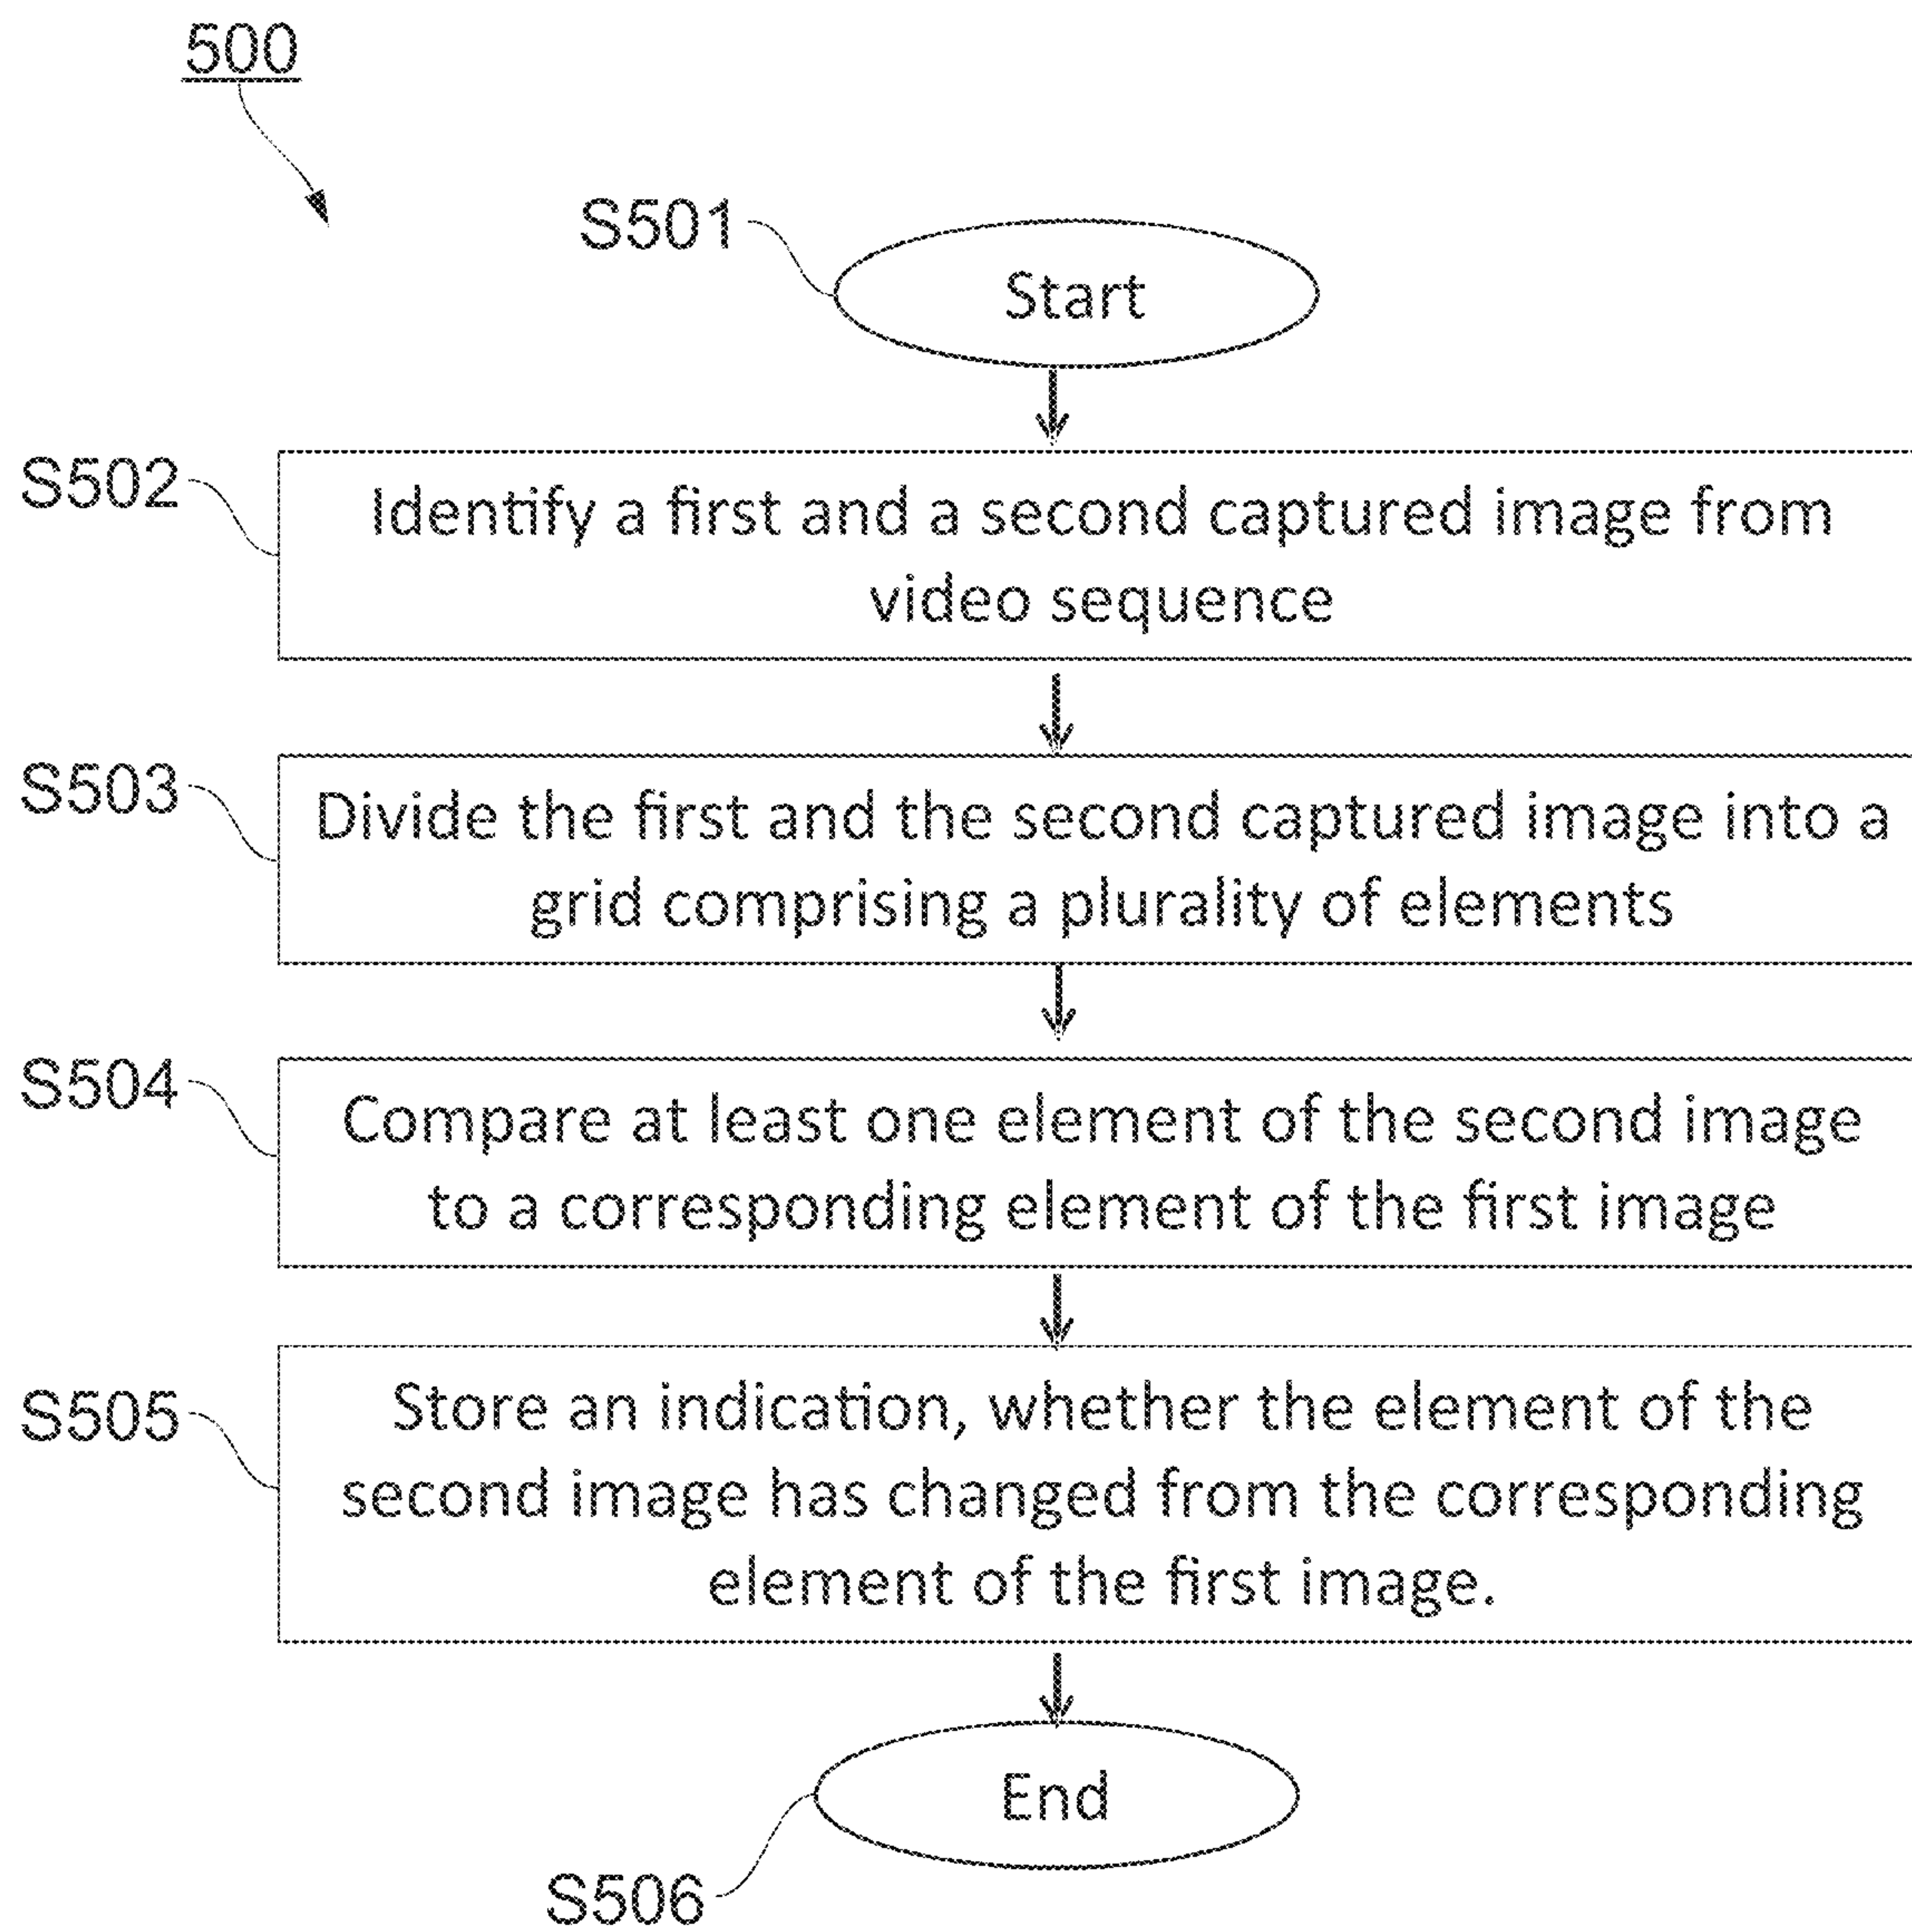 500
S501
Start
S502
Identify a first and a second captured image from
video sequence
S503
Divide the first and the second captured image into a
grid comprising a plurality of elements
S504
Compare at least one element of the second image
to a corresponding element of the first image
S505
Store an indication, whether the element of the
second image has changed from the corresponding
element of the first image.
End
S506